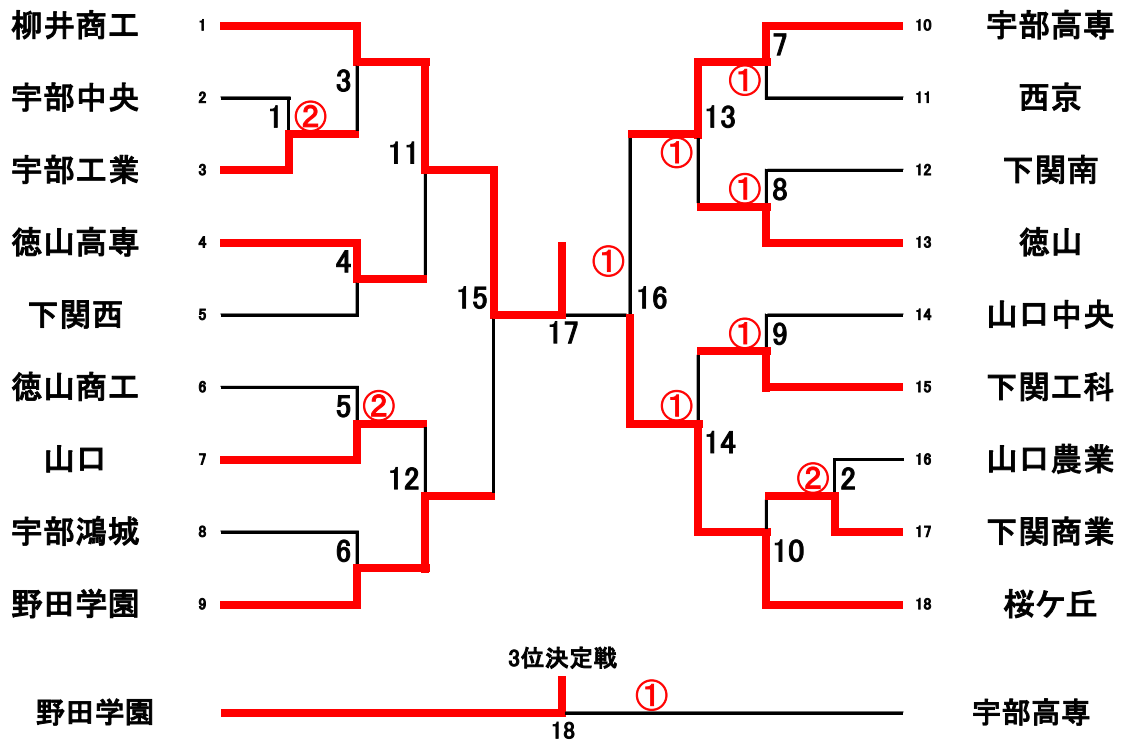 柳井商工 1
宇部中央 2
宇部工業 3
徳山高専 4
下関西 5
徳山商工 6
山口 7
宇部鴻城 8
野田学園 9
1 ②
3
4
11
5 ②
6
12
15
17
宇部高専 10
西京 11
下関南 12
徳山 13
山口中央 14
下関工科 15
山口農業 16
下関商業 17
桜ケ丘 18
7 ①
8 ①
13 ①
9 ①
② 2
10
14 ①
① 16
3位決定戦
野田学園 ① 宇部高専
18